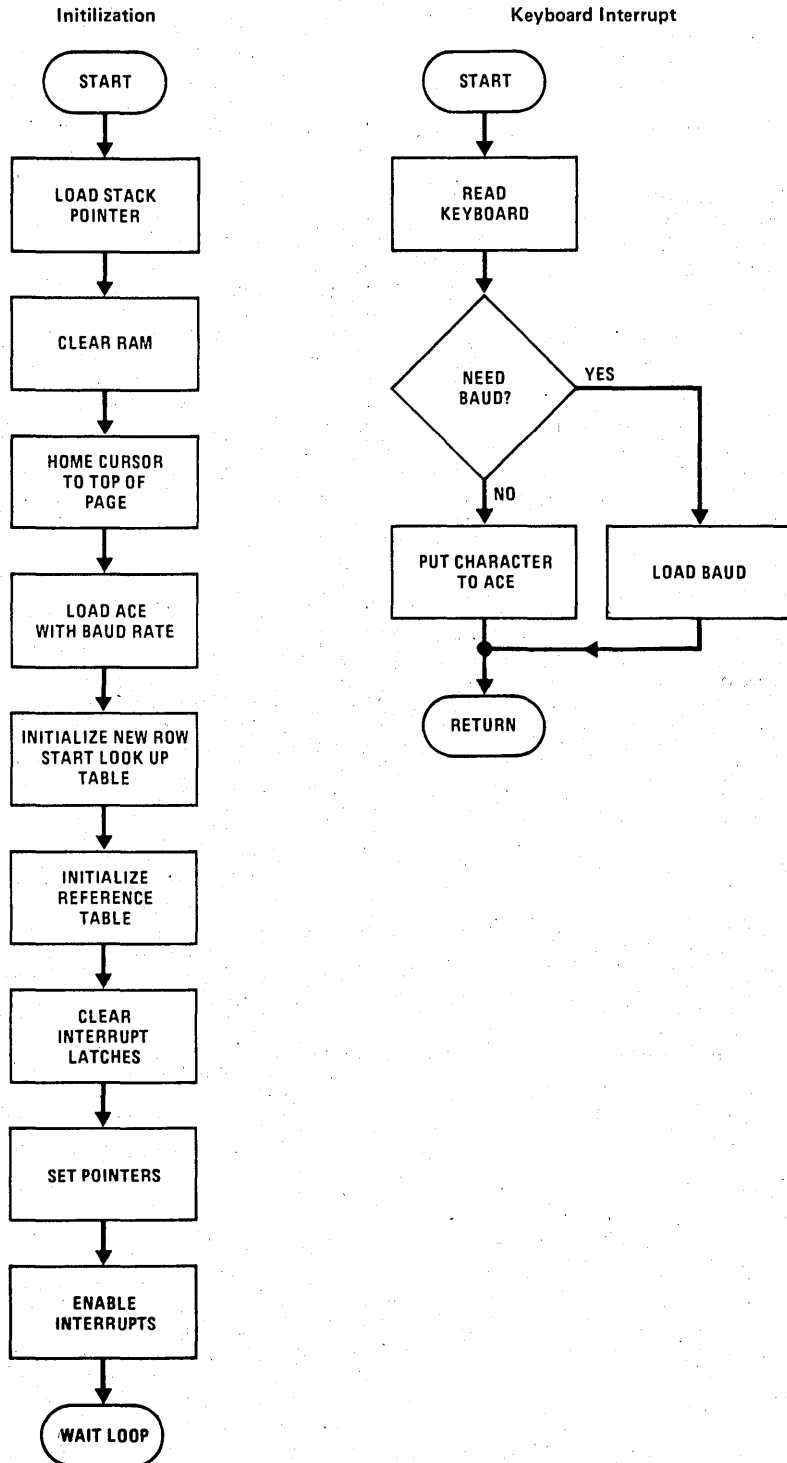 Initilization
START
LOAD STACK
POINTER
CLEAR RAM
HOME CURSOR
TO TOP OF
PAGE
LOAD ACE
WITH BAUD RATE
INITIALIZE NEW ROW
START LOOK UP
TABLE
INITIALIZE
REFERENCE
TABLE
CLEAR
INTERRUPT
LATCHES
SET POINTERS
ENABLE
INTERRUPTS
WAIT LOOP
Keyboard Interrupt
START
READ
KEYBOARD
NEED
BAUD?
YES
NO
PUT CHARACTER
TO ACE
LOAD BAUD
RETURN